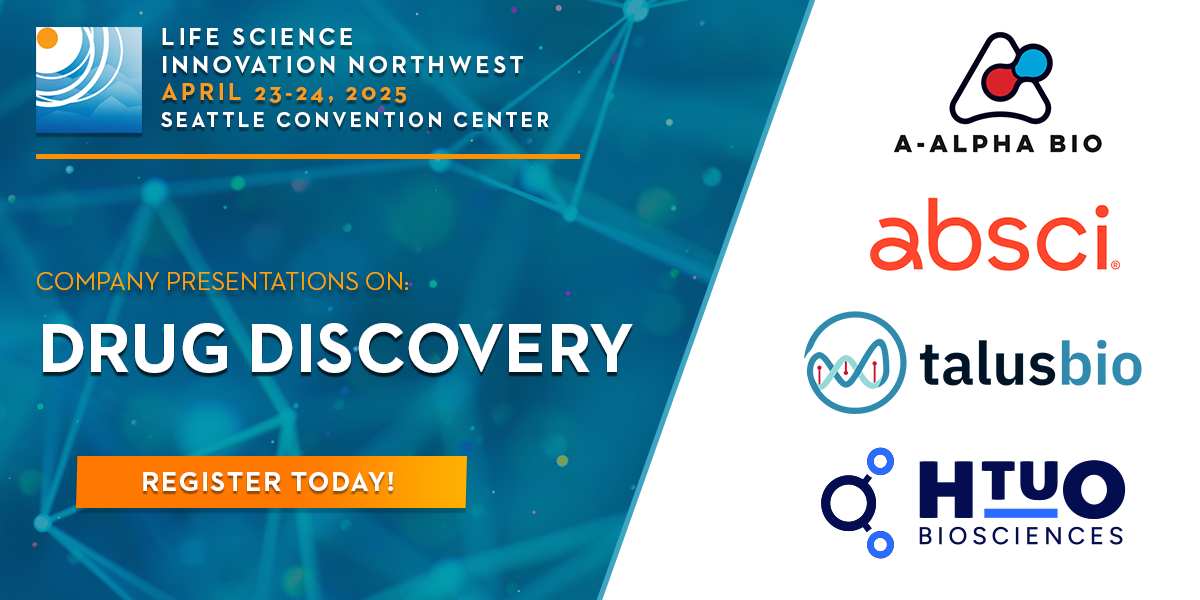 LIFE SCIENCE
INNOVATION NORTHWEST
APRIL 23-24, 2025
SEATTLE CONVENTION CENTER
COMPANY PRESENTATIONS ON:
DRUG DISCOVERY
REGISTER TODAY!
A-ALPHA BIO
absci®
talusbio
HTUO
BIOSCIENCES